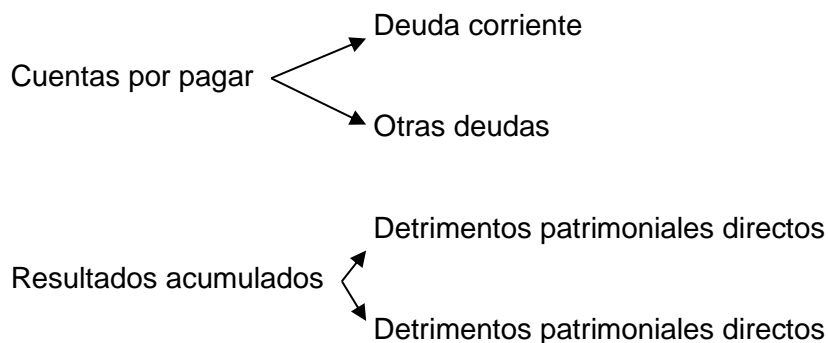 Deuda corriente
Cuentas por pagar
Otras deudas
Detrimentos patrimoniales directos
Resultados acumulados
Detrimentos patrimoniales directos